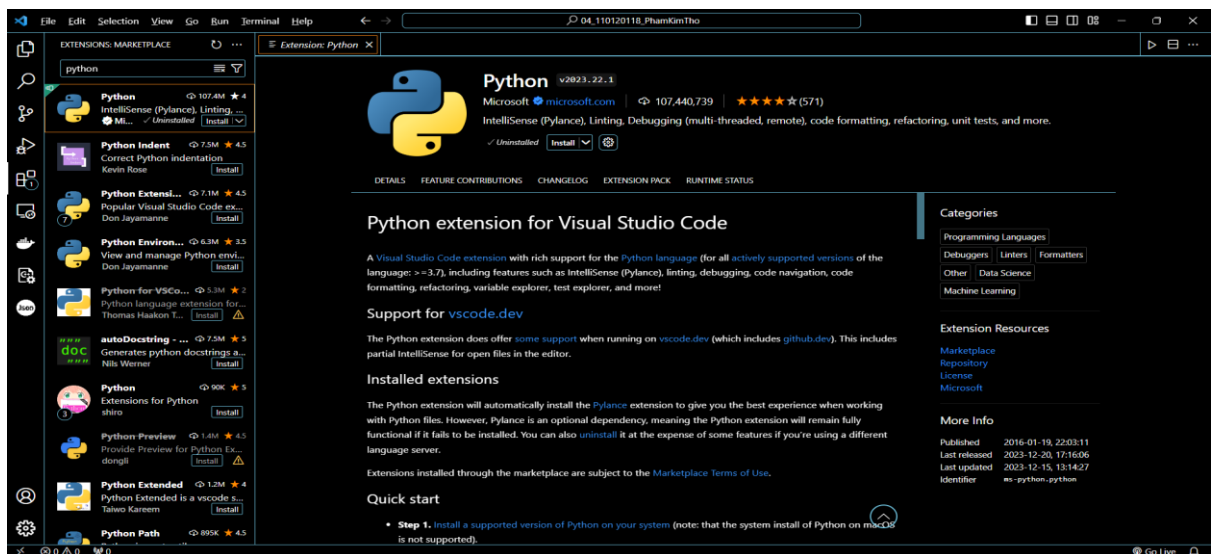 File Edit Selection View Go Run Terminal Help
04_110120118_PhamKimTho
EXTENSIONS: MARKETPLACE
python
Python 107.4M ★ 4
IntelliSense (Pylance), Linting, ...
Mi... ✓ Uninstalled Install
Python Indent 7.5M ★ 4.5
Correct Python indentation
Kevin Rose Install
Python Extensi... 7.1M ★ 4.5
Popular Visual Studio Code ex...
Don Jayamanne Install
7
Python Environ... 6.3M ★ 3.5
View and manage Python envi...
Don Jayamanne Install
Python for VSCo... 5.3M ★ 2
Python language extension for...
Thomas Haakon T... Install
autoDocstring - ... 7.5M ★ 5
Generates python docstrings a...
Nils Werner Install
doc
Python 90K ★ 5
Extensions for Python
shiro Install
3
Python Preview 1.4M ★ 4.5
Provide Preview for Python Ex...
dongli Install
Python Extended 1.2M ★ 4
Python Extended is a vscode s...
Taiwo Kareem Install
Python Path 895K ★ 4.5
1
Json
Extension: Python
Python v2023.22.1
Microsoft microsoft.com 107,440,739 ★★★★☆(571)
IntelliSense (Pylance), Linting, Debugging (multi-threaded, remote), code formatting, refactoring, unit tests, and more.
✓ Uninstalled Install
DETAILS FEATURE CONTRIBUTIONS CHANGELOG EXTENSION PACK RUNTIME STATUS
Python extension for Visual Studio Code
A Visual Studio Code extension with rich support for the Python language (for all actively supported versions of the
language: >=3.7), including features such as IntelliSense (Pylance), linting, debugging, code navigation, code
formatting, refactoring, variable explorer, test explorer, and more!
Support for vscode.dev
The Python extension does offer some support when running on vscode.dev (which includes github.dev). This includes
partial IntelliSense for open files in the editor.
Installed extensions
The Python extension will automatically install the Pylance extension to give you the best experience when working
with Python files. However, Pylance is an optional dependency, meaning the Python extension will remain fully
functional if it fails to be installed. You can also uninstall it at the expense of some features if you're using a different
language server.
Extensions installed through the marketplace are subject to the Marketplace Terms of Use.
Quick start
• Step 1. Install a supported version of Python on your system (note: that the system install of Python on macOS
is not supported).
Categories
Programming Languages
Debuggers Linters Formatters
Other Data Science
Machine Learning
Extension Resources
Marketplace
Repository
License
Microsoft
More Info
Published 2016-01-19, 22:03:11
Last released 2023-12-20, 17:16:06
Last updated 2023-12-15, 13:14:27
Identifier ms-python.python
0 0 0
Go Live